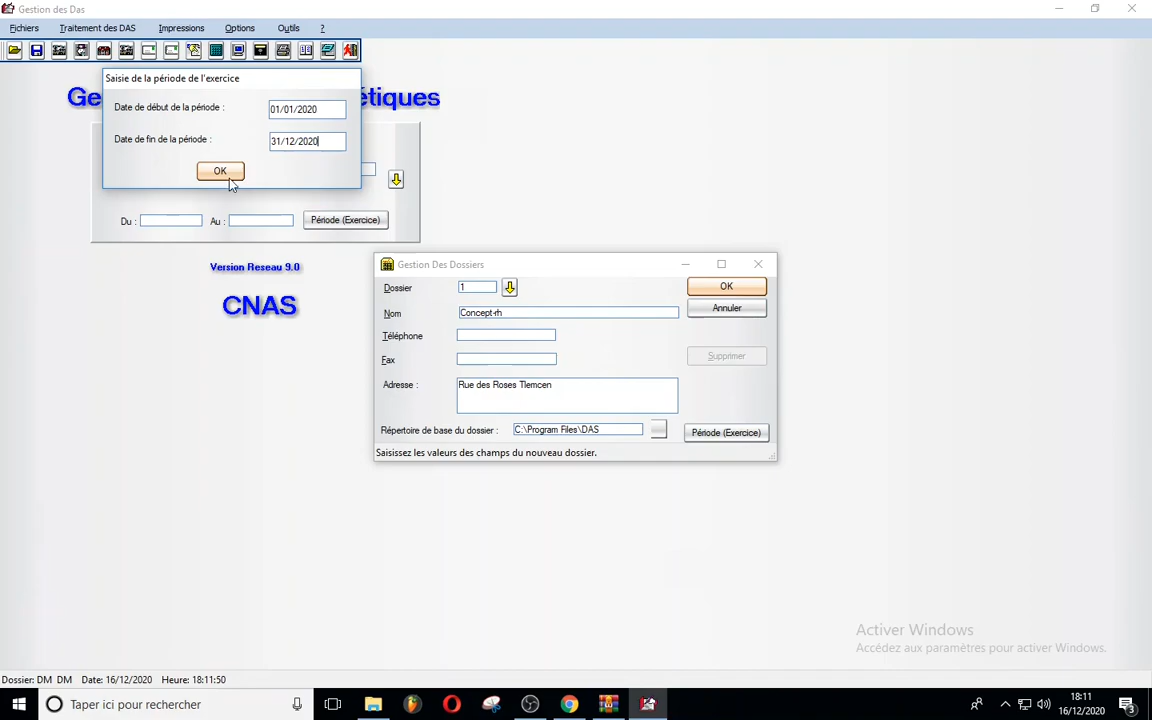 Gestion des Das
Fichiers Traitement des DAS Impressions Options Outils ?
Saisie de la période de l'exercice
Date de début de la période : 01/01/2020
Date de fin de la période : 31/12/2020
OK
Ge étiques
Du : Au : Période (Exercice)
Version Reseau 9.0
CNAS
Gestion Des Dossiers
Dossier 1 OK
Nom Concept-rh Annuler
Téléphone
Fax Supprimer
Adresse : Rue des Roses Tlemcen
Répertoire de base du dossier : C:\Program Files\DAS Période (Exercice)
Saisissez les valeurs des champs du nouveau dossier.
Activer Windows
Accédez aux paramètres pour activer Windows.
Dossier: DM DM Date: 16/12/2020 Heure: 18:11:50
Taper ici pour rechercher
18:11
16/12/2020
3